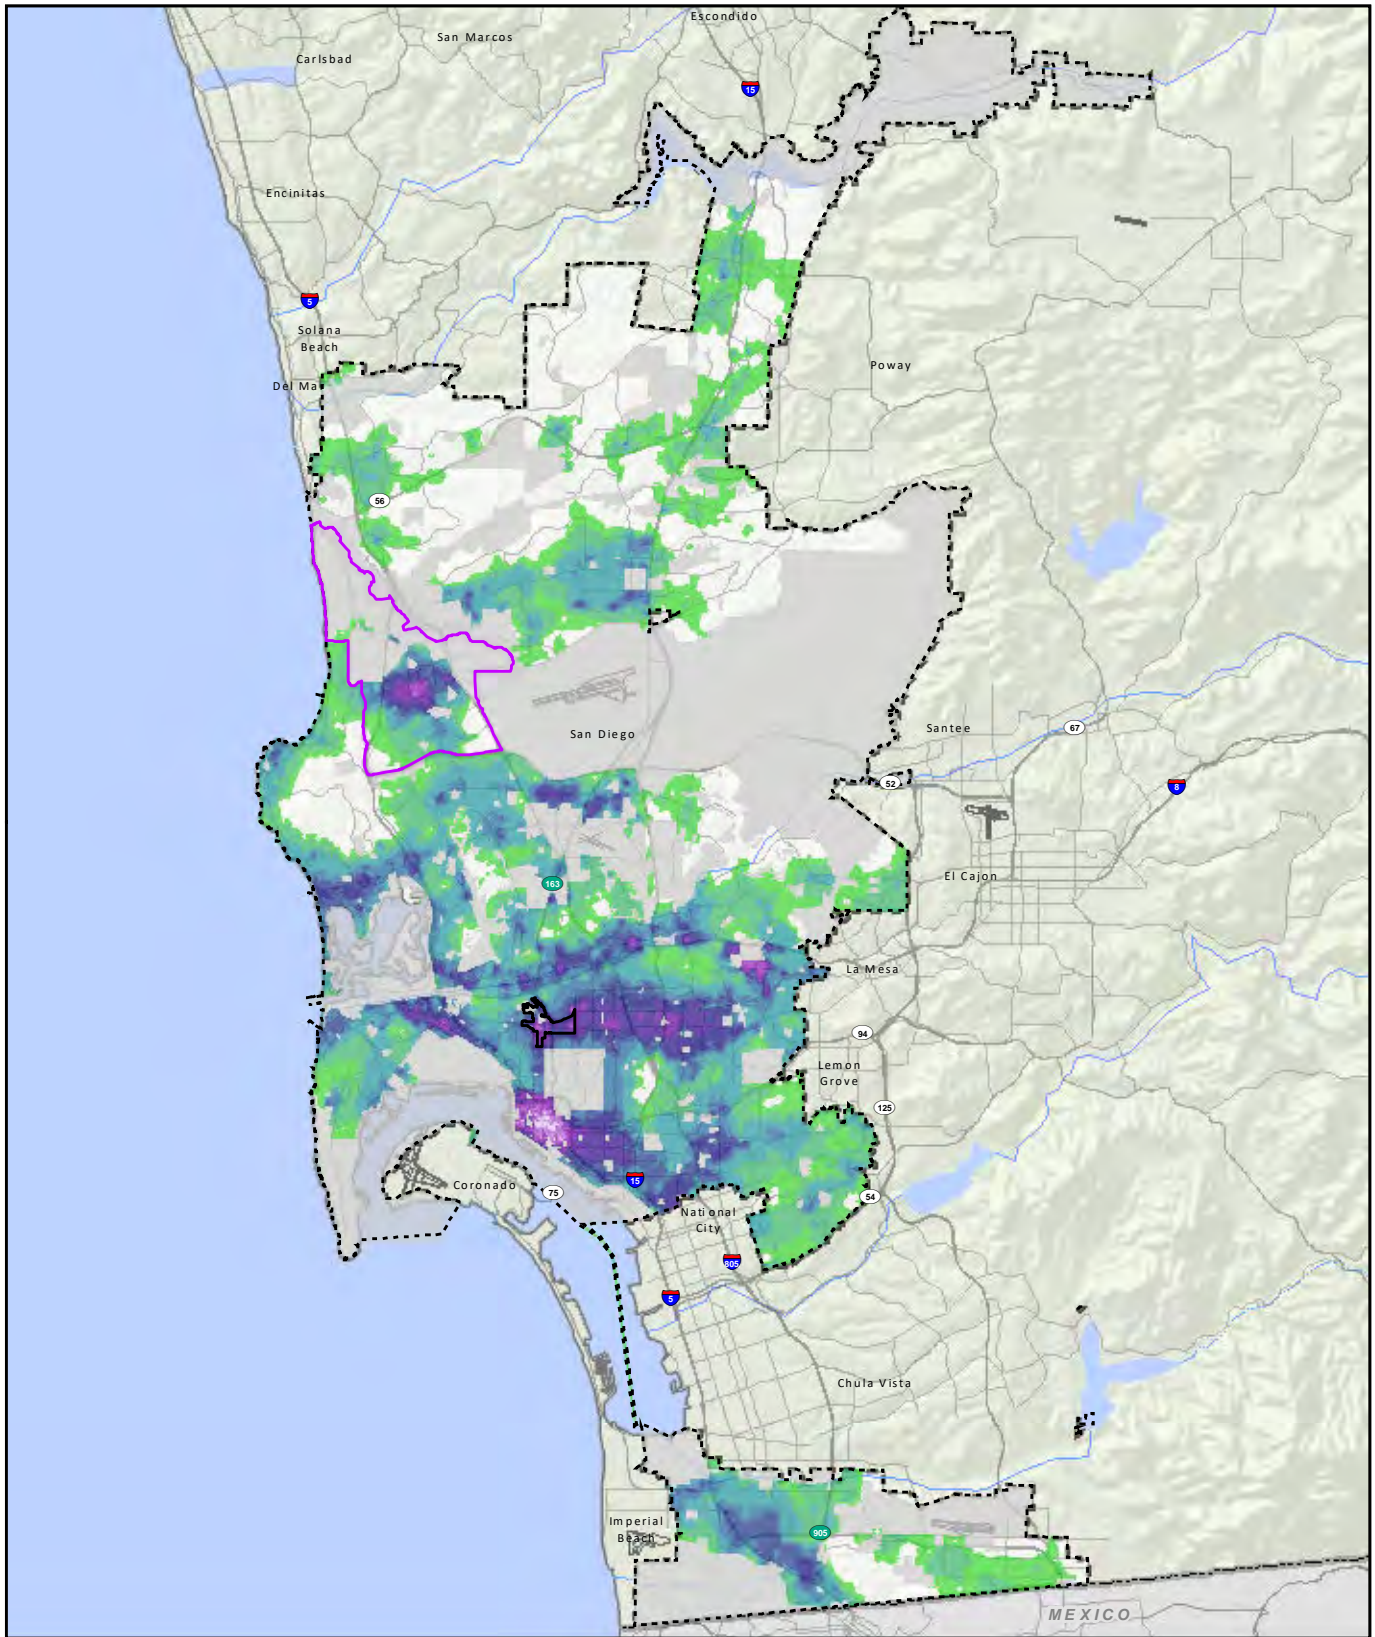 Escondido
San Marcos
Carlsbad
15
Encinitas
5
Solana
Beach
Del Ma
Poway
56
San Diego
Santee
67
52
8
163
El Cajon
La Mesa
94
Lemon
Grove
125
Coronado
75
15
54
National
City
805
5
Chula Vista
Imperial
Beach
905
MEXICO